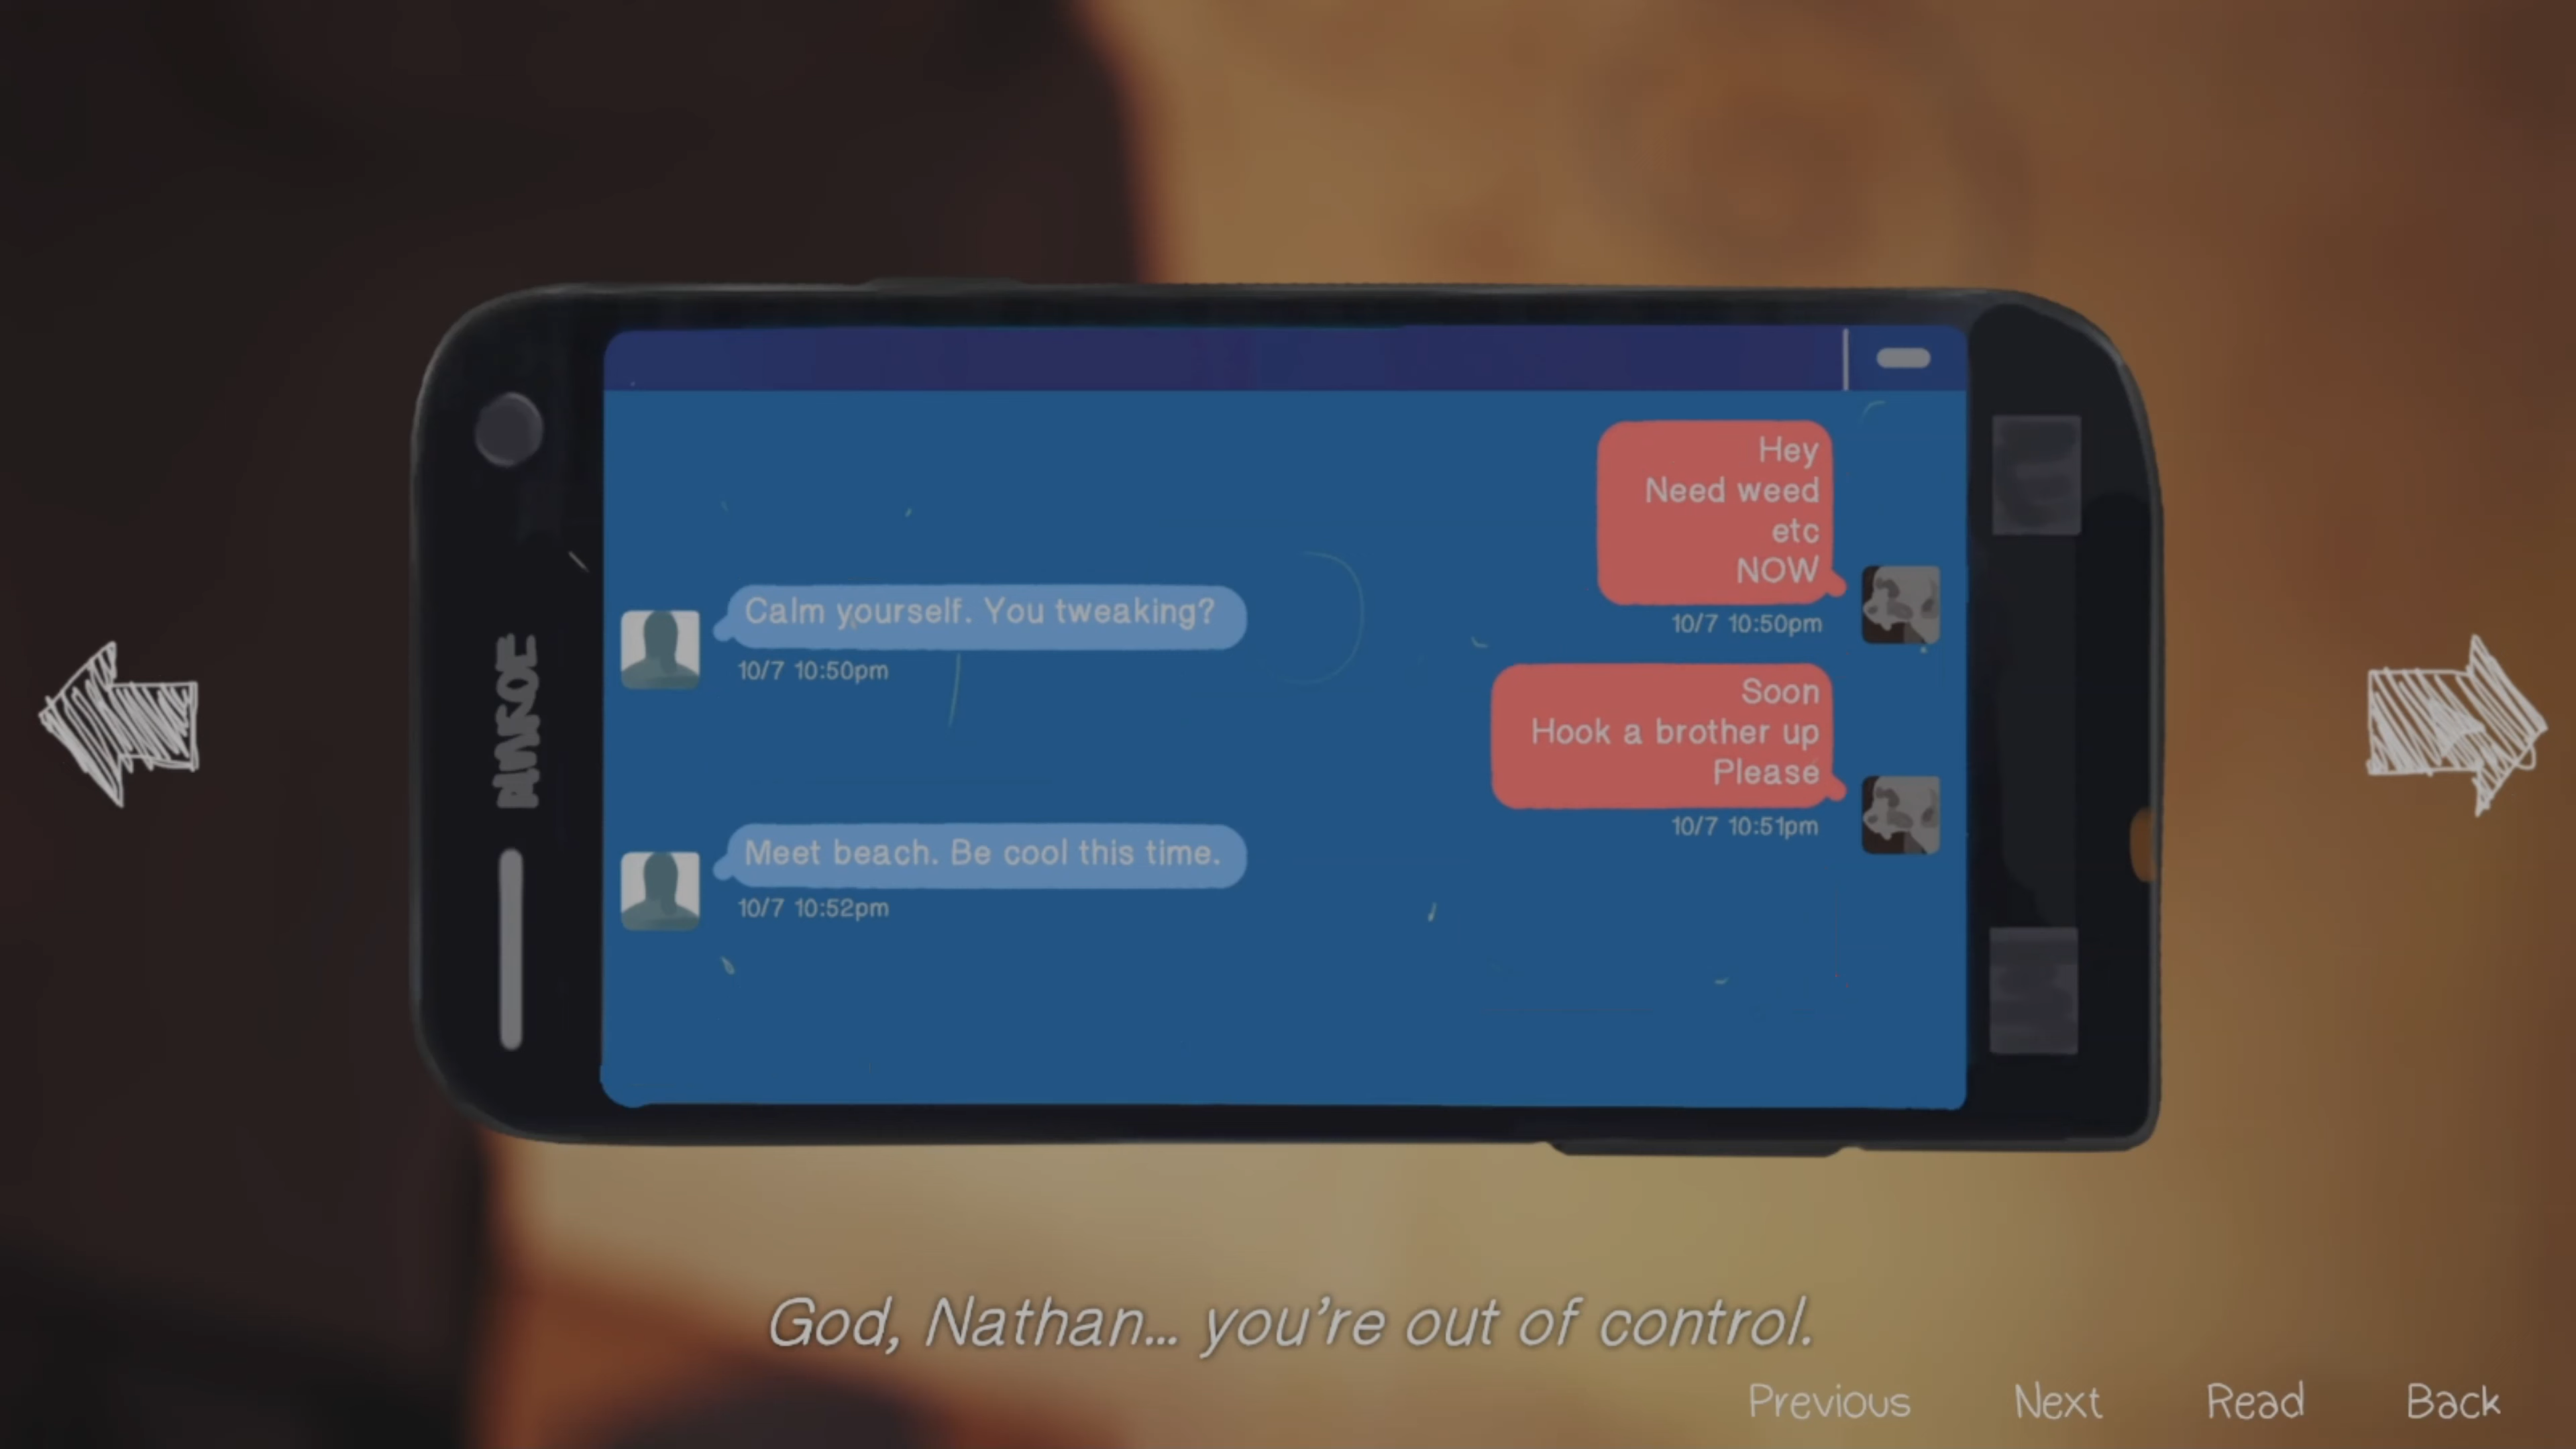 Hey
Need weed
etc
NOW
10/7 10:50pm
Calm yourself. You tweaking?
10/7 10:50pm
Soon
Hook a brother up
Please
10/7 10:51pm
Meet beach. Be cool this time.
10/7 10:52pm
God, Nathan... you're out of control.
Previous Next Read Back